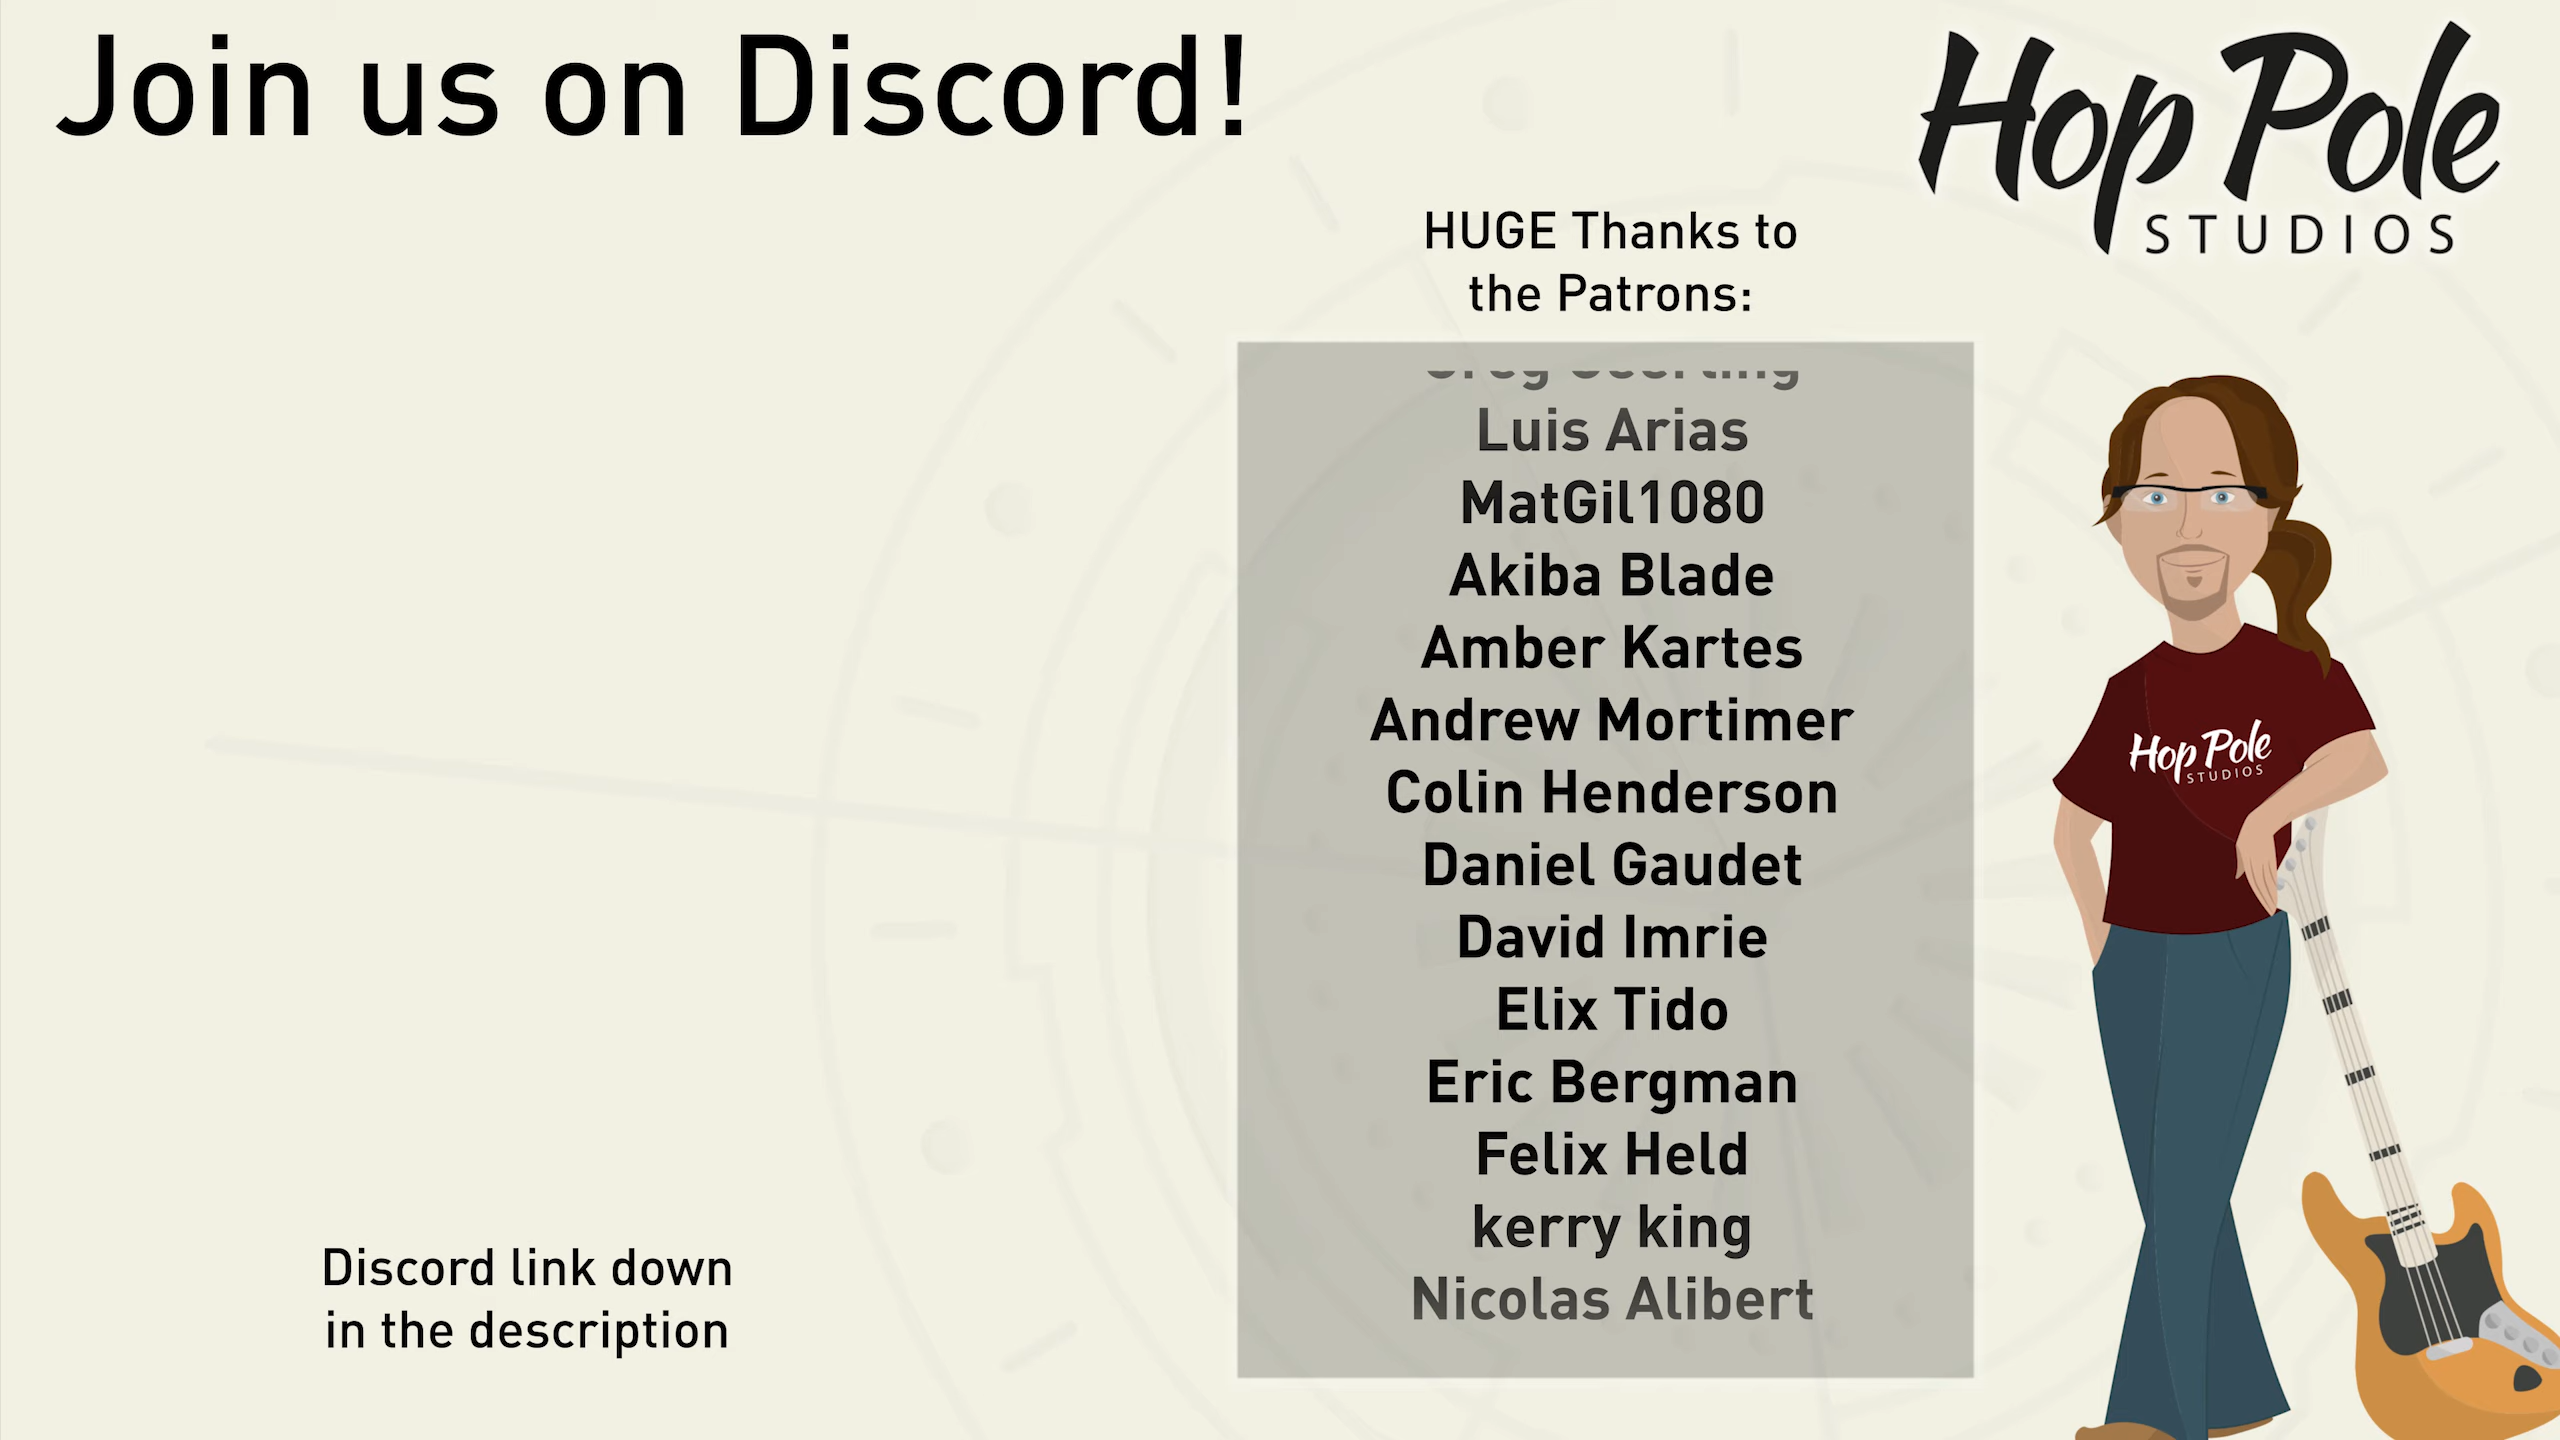 Join us on Discord!
Hop Pole
STUDIOS
HUGE Thanks to
the Patrons:
Luis Arias
MatGil1080
Akiba Blade
Amber Kartes
Andrew Mortimer
Colin Henderson
Daniel Gaudet
David Imrie
Elix Tido
Eric Bergman
Felix Held
kerry king
Nicolas Alibert
Hop Pole
STUDIOS
Discord link down
in the description